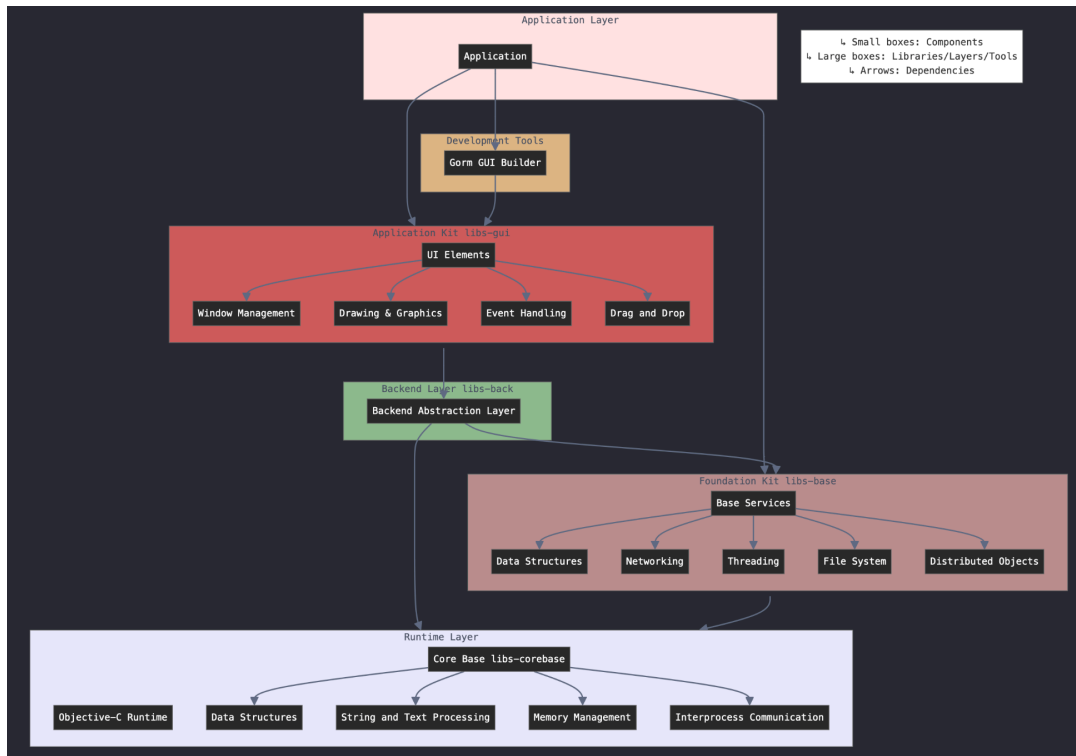 Application Layer
Application
↳ Small boxes: Components
↳ Large boxes: Libraries/Layers/Tools
↳ Arrows: Dependencies
Development Tools
Gorm GUI Builder
Application Kit libs-gui
UI Elements
Window Management
Drawing & Graphics
Event Handling
Drag and Drop
Backend Layer libs-back
Backend Abstraction Layer
Foundation Kit libs-base
Base Services
Data Structures
Networking
Threading
File System
Distributed Objects
Runtime Layer
Core Base libs-corebase
Objective-C Runtime
Data Structures
String and Text Processing
Memory Management
Interprocess Communication